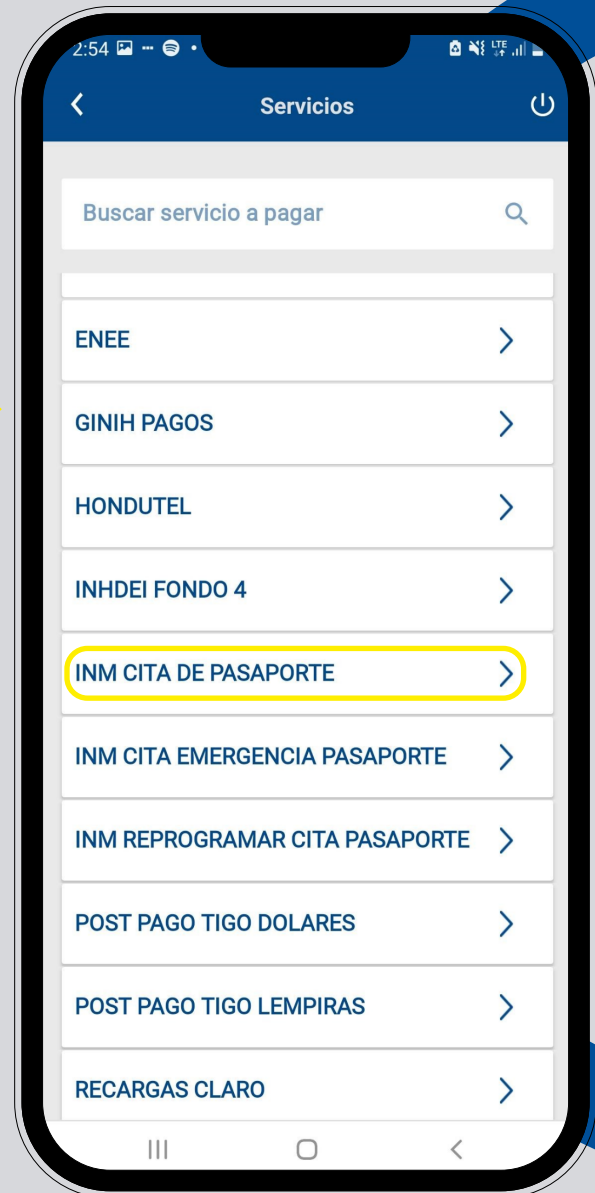 2:54
LTE
Servicios
Buscar servicio a pagar
ENEE
GINIH PAGOS
HONDUTEL
INHDEI FONDO 4
INM CITA DE PASAPORTE
INM CITA EMERGENCIA PASAPORTE
INM REPROGRAMAR CITA PASAPORTE
POST PAGO TIGO DOLARES
POST PAGO TIGO LEMPIRAS
RECARGAS CLARO